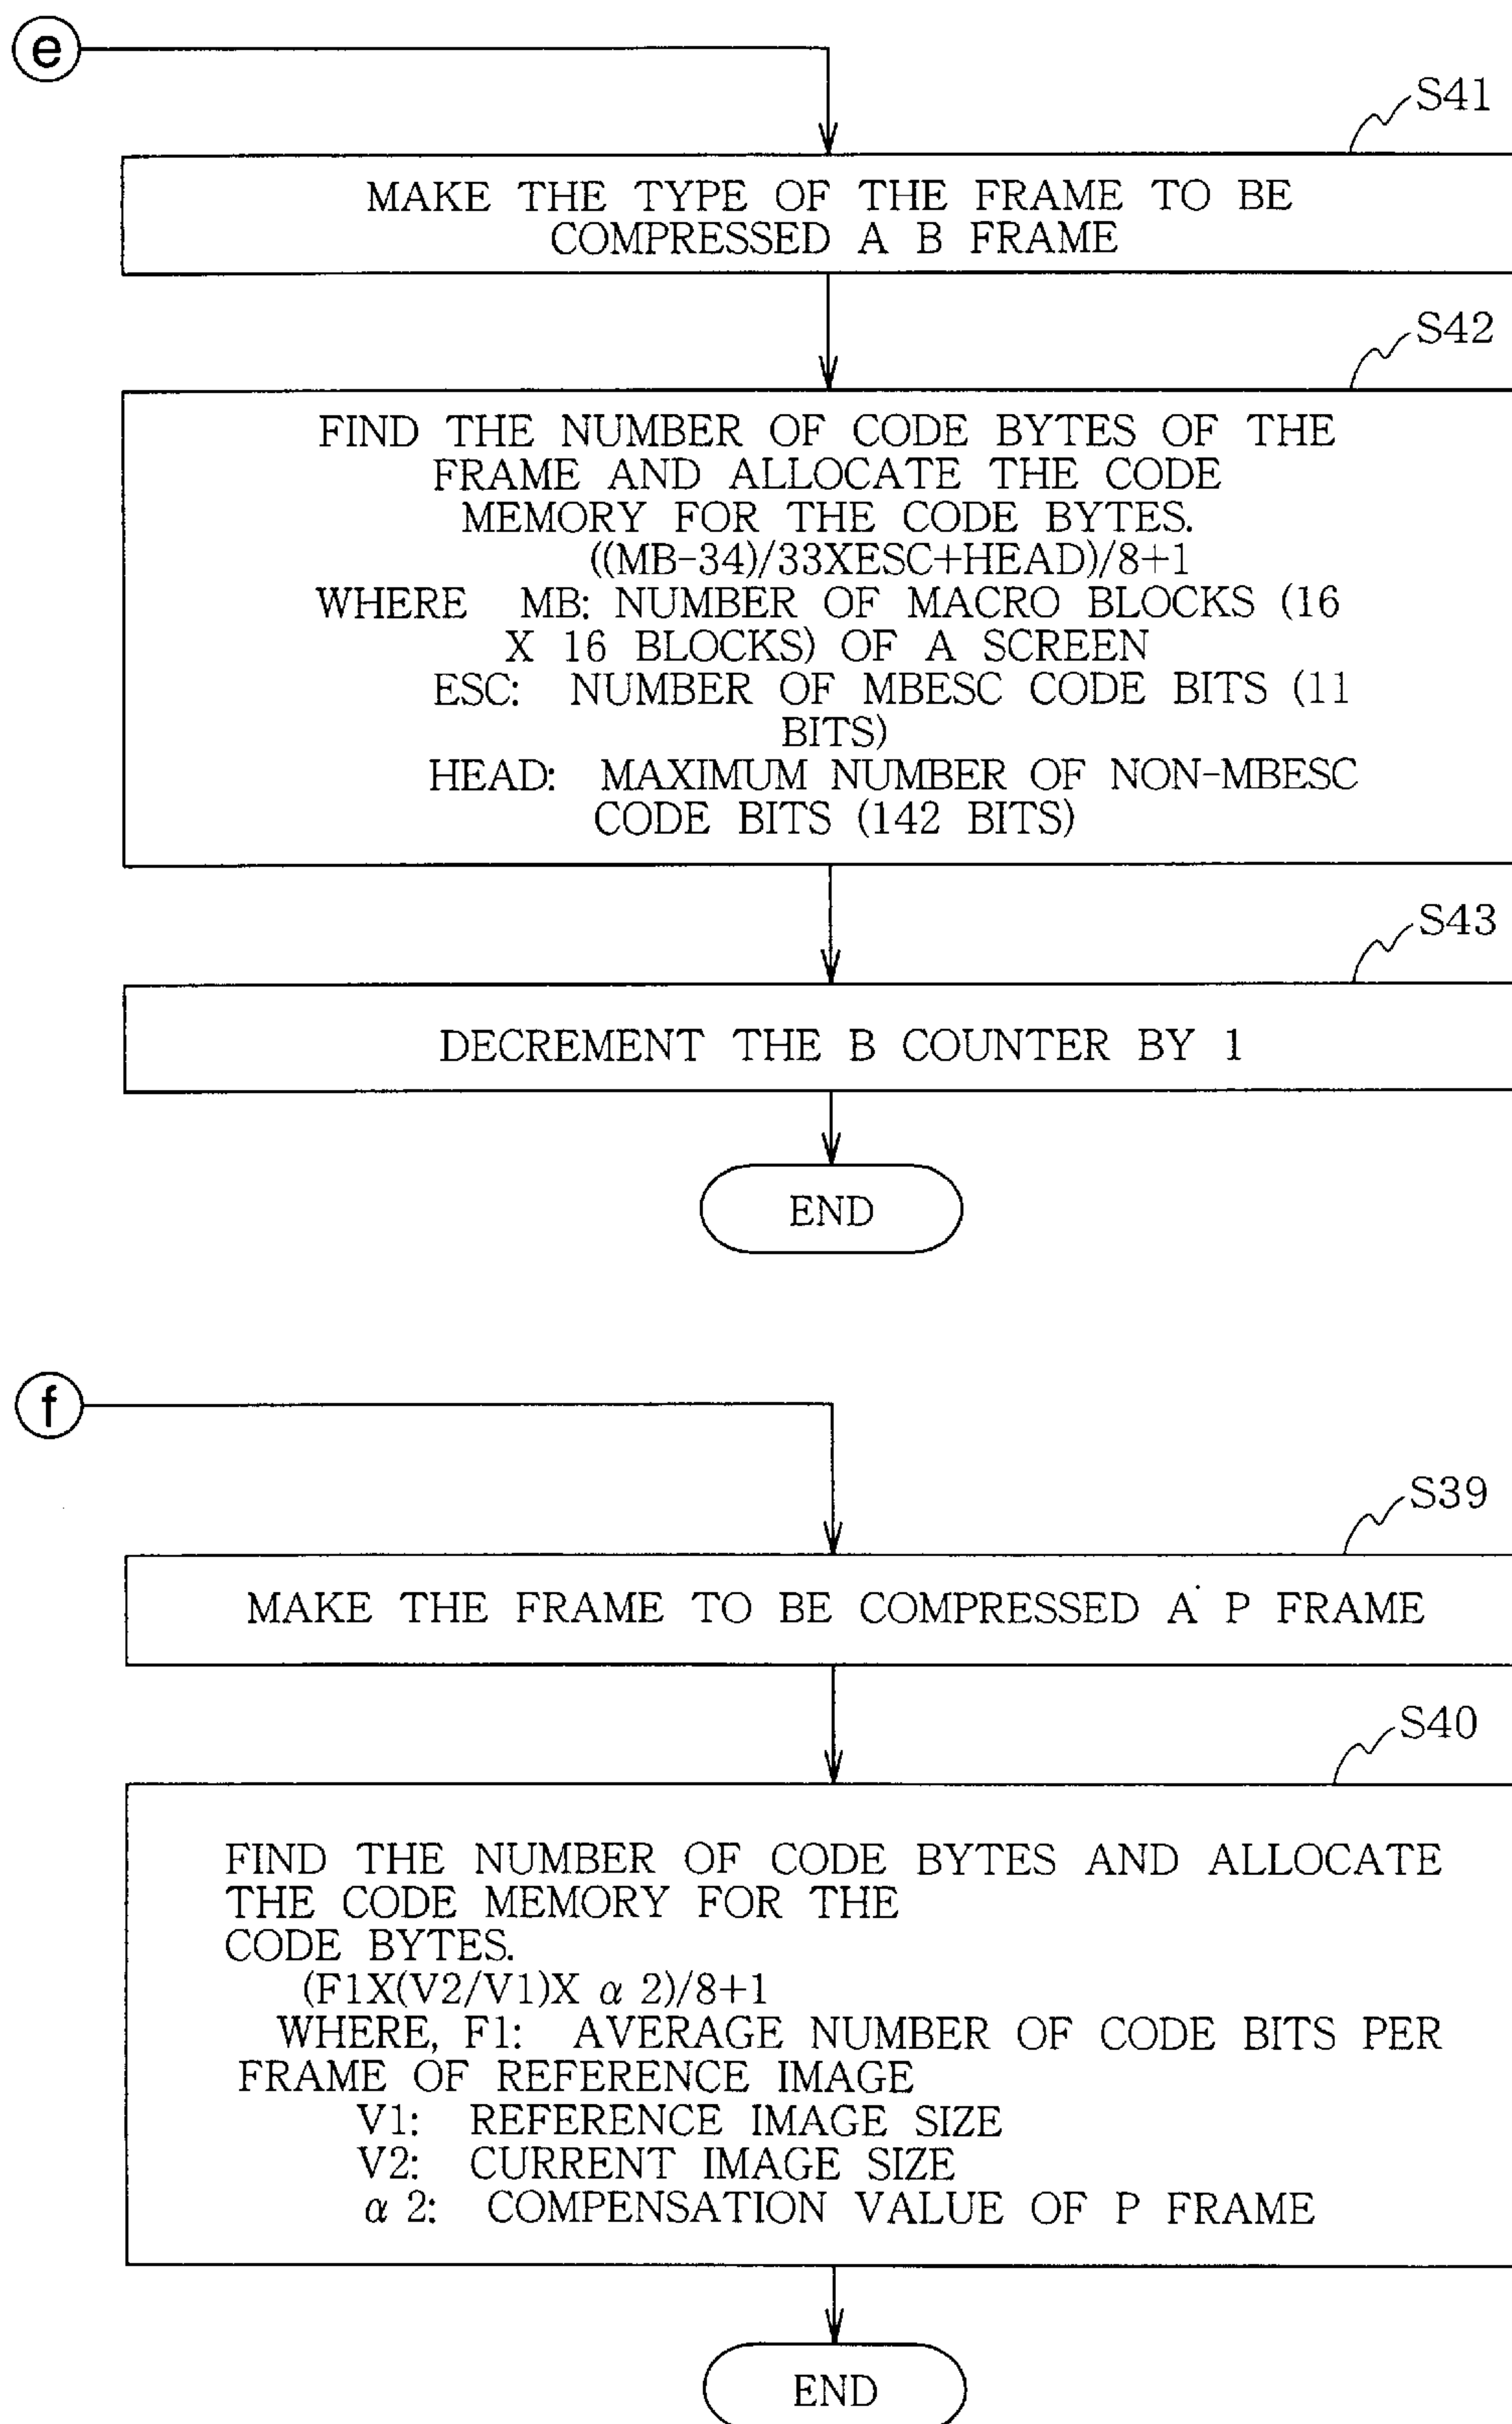 e
S41
MAKE THE TYPE OF THE FRAME TO BE
COMPRESSED A B FRAME
S42
FIND THE NUMBER OF CODE BYTES OF THE
FRAME AND ALLOCATE THE CODE
MEMORY FOR THE CODE BYTES.
((MB-34)/33XESC+HEAD)/8+1
WHERE MB: NUMBER OF MACRO BLOCKS (16
X 16 BLOCKS) OF A SCREEN
ESC: NUMBER OF MBESC CODE BITS (11
BITS)
HEAD: MAXIMUM NUMBER OF NON-MBESC
CODE BITS (142 BITS)
S43
DECREMENT THE B COUNTER BY 1
END
f
S39
MAKE THE FRAME TO BE COMPRESSED A P FRAME
S40
FIND THE NUMBER OF CODE BYTES AND ALLOCATE
THE CODE MEMORY FOR THE
CODE BYTES.
(F1X(V2/V1)X α 2)/8+1
WHERE, F1: AVERAGE NUMBER OF CODE BITS PER
FRAME OF REFERENCE IMAGE
V1: REFERENCE IMAGE SIZE
V2: CURRENT IMAGE SIZE
α 2: COMPENSATION VALUE OF P FRAME
END